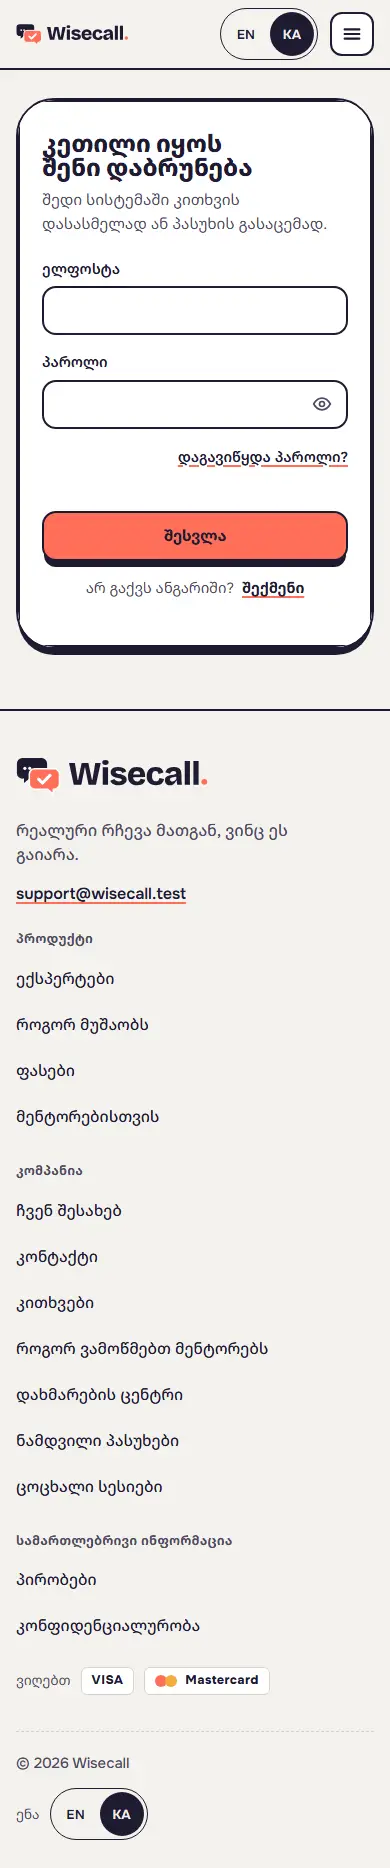 Wisecall.
EN KA
კეთილი იყოს
შენი დაბრუნება
შედი სისტემაში კითხვის
დასასმელად ან პასუხის გასაცემად.
ელფოსტა
პაროლი
დაგავიწყდა პაროლი?
შესვლა
არ გაქვს ანგარიში? შექმენი
Wisecall.
რეალური რჩევა მათგან, ვინც ეს
გაიარა.
support@wisecall.test
პროდუქტი
ექსპერტები
როგორ მუშაობს
ფასები
მენტორებისთვის
კომპანია
ჩვენ შესახებ
კონტაქტი
კითხვები
როგორ ვამოწმებთ მენტორებს
დახმარების ცენტრი
ნამდვილი პასუხები
ცოცხალი სესიები
სამართლებრივი ინფორმაცია
პირობები
კონფიდენციალურობა
ვიღებთ VISA Mastercard
© 2026 Wisecall
ენა EN KA